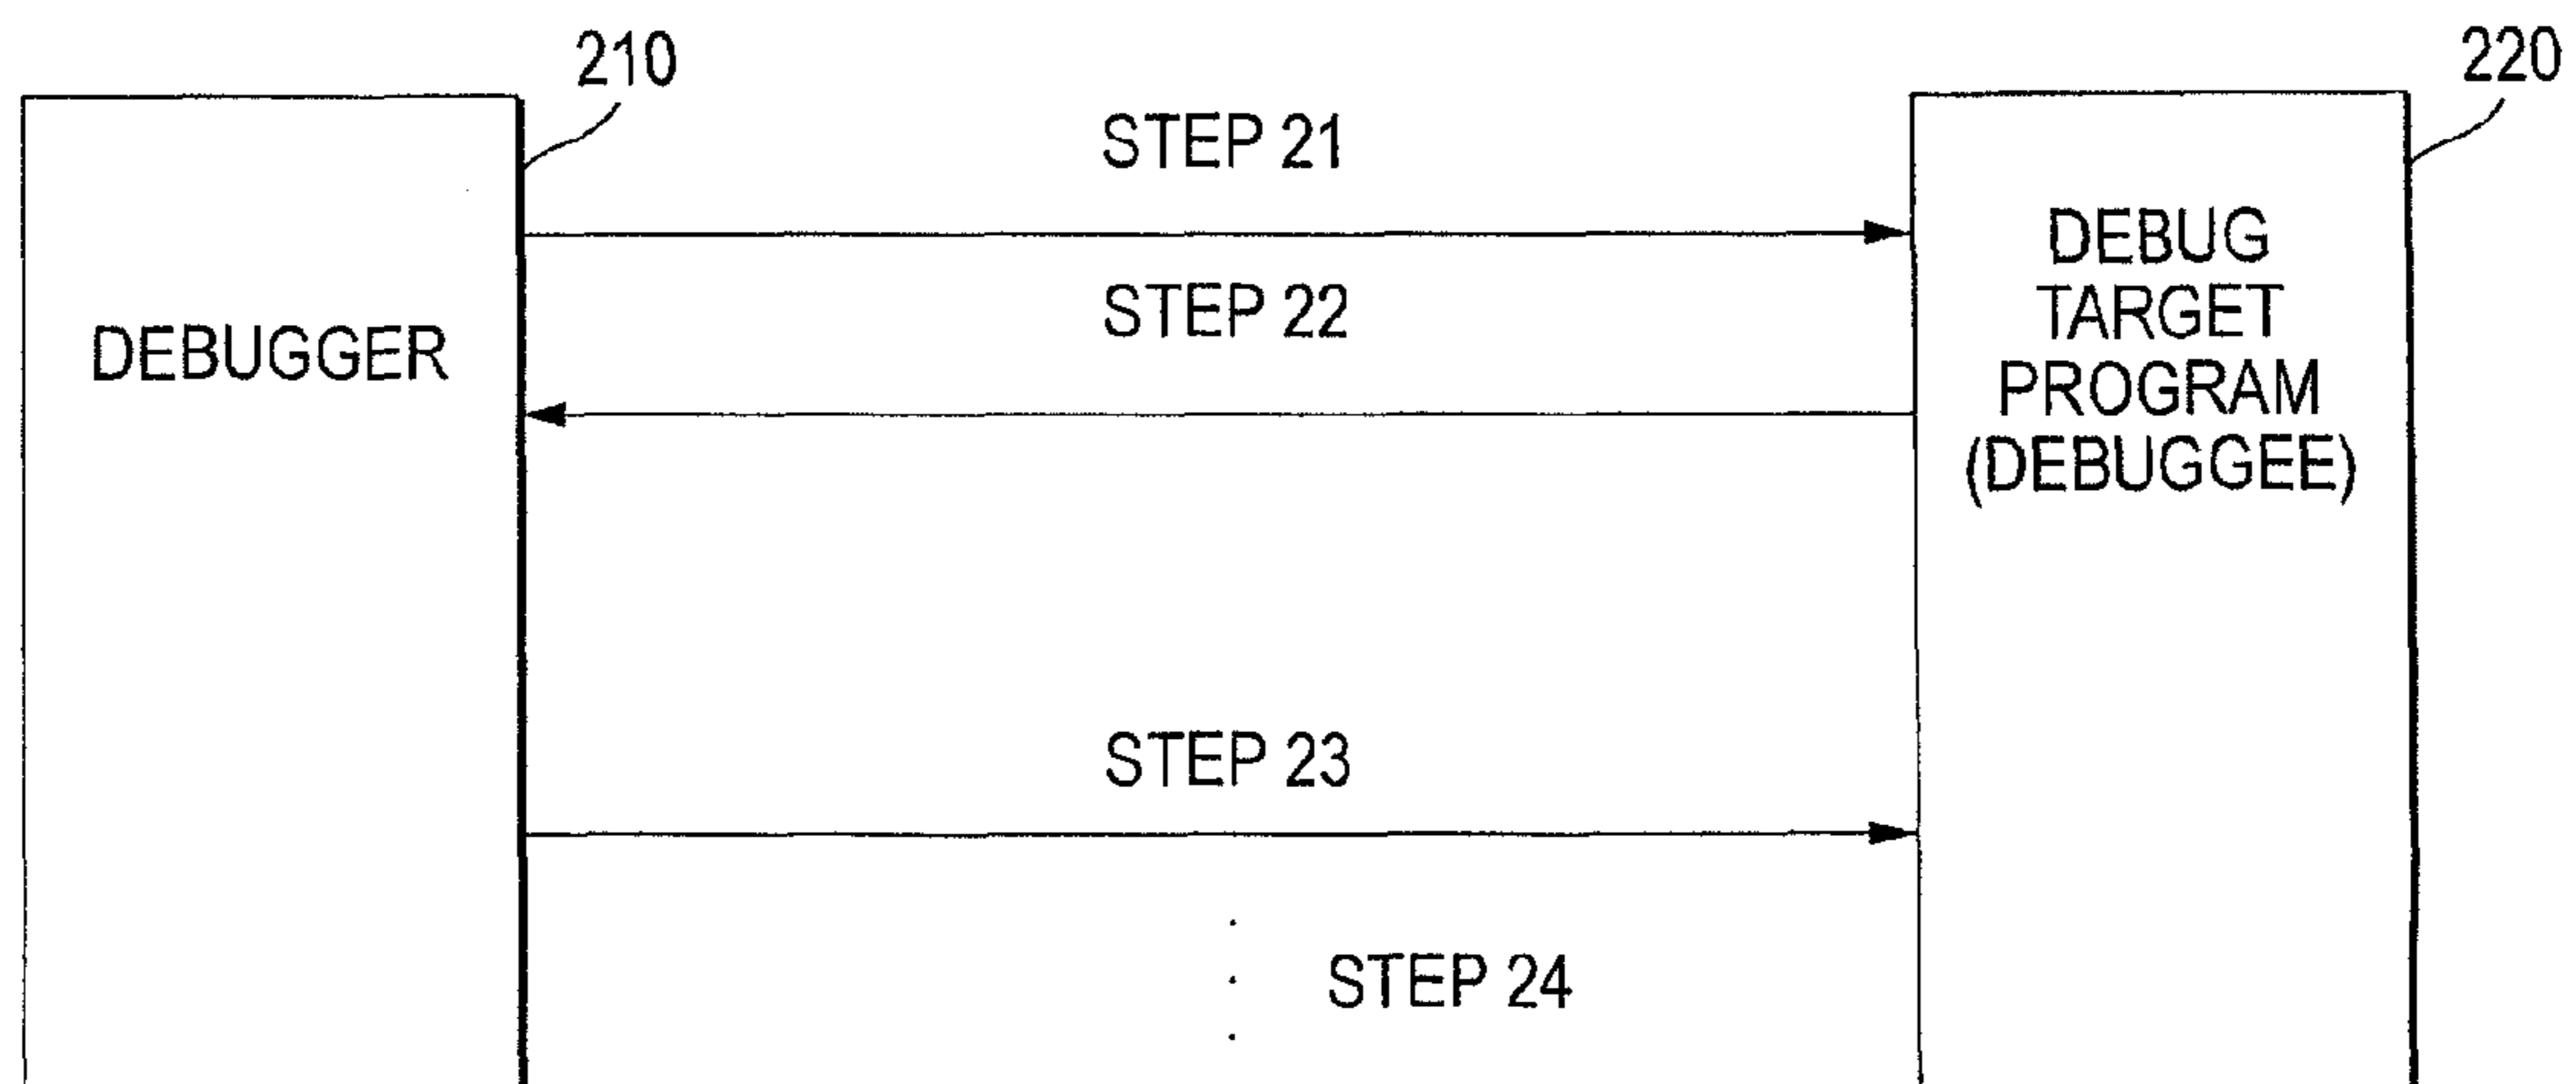 210
220
STEP 21
DEBUGGER
STEP 22
DEBUG
TARGET
PROGRAM
(DEBUGGEE)
STEP 23
STEP 24